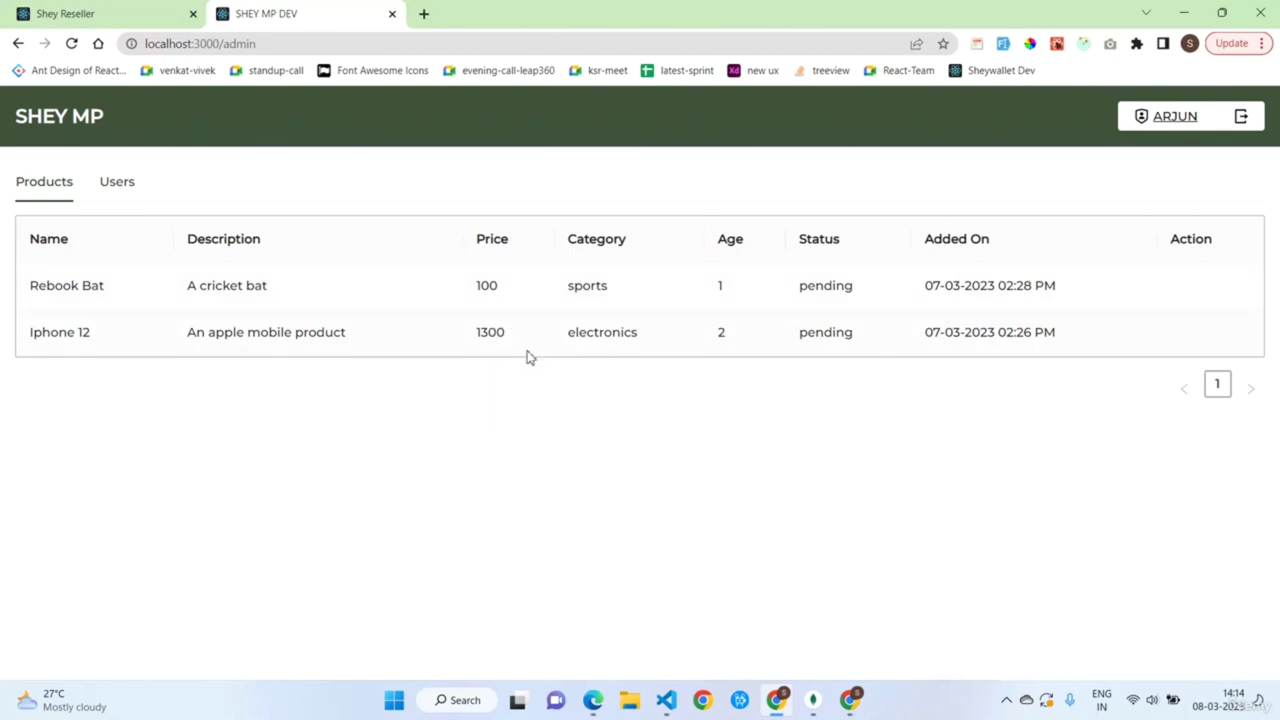 Shey Reseller
SHEY MP DEV
localhost:3000/admin
S
Update
Ant Design of React...
venkat-vivek
standup-call
Font Awesome Icons
evening-call-leap360
ksr-meet
latest-sprint
Xd new ux
treeview
React-Team
Sheywallet Dev
SHEY MP
ARJUN
Products Users
Name Description Price Category Age Status Added On Action
Rebook Bat A cricket bat 100 sports 1 pending 07-03-2023 02:28 PM
Iphone 12 An apple mobile product 1300 electronics 2 pending 07-03-2023 02:26 PM
< 1 >
27°C
Mostly cloudy
Search
ENG
IN
14:14
08-03-2023